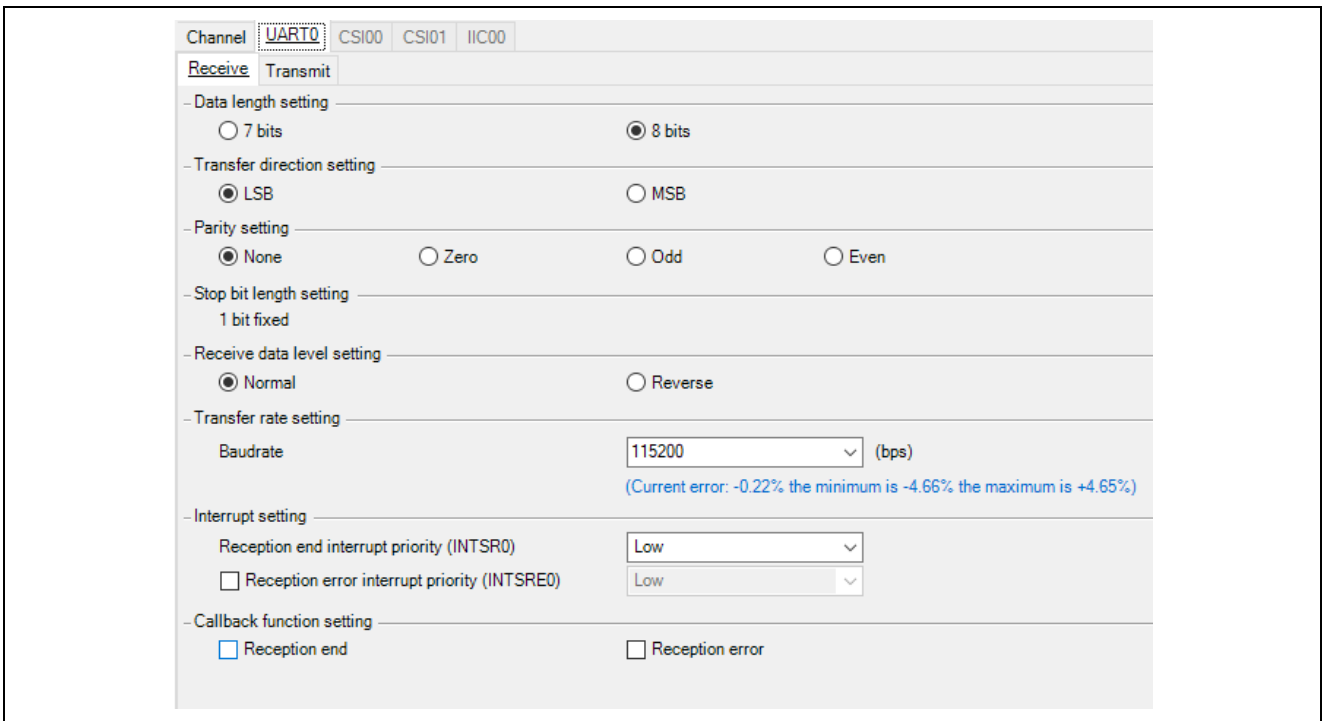 Channel UART0 CSI00 CSI01 IIC00
Receive Transmit
Data length setting
7 bits 8 bits
Transfer direction setting
LSB MSB
Parity setting
None Zero Odd Even
Stop bit length setting
1 bit fixed
Receive data level setting
Normal Reverse
Transfer rate setting
Baudrate 115200 (bps)
(Current error: -0.22% the minimum is -4.66% the maximum is +4.65%)
Interrupt setting
Reception end interrupt priority (INTSR0) Low
Reception error interrupt priority (INTSRE0) Low
Callback function setting
Reception end Reception error